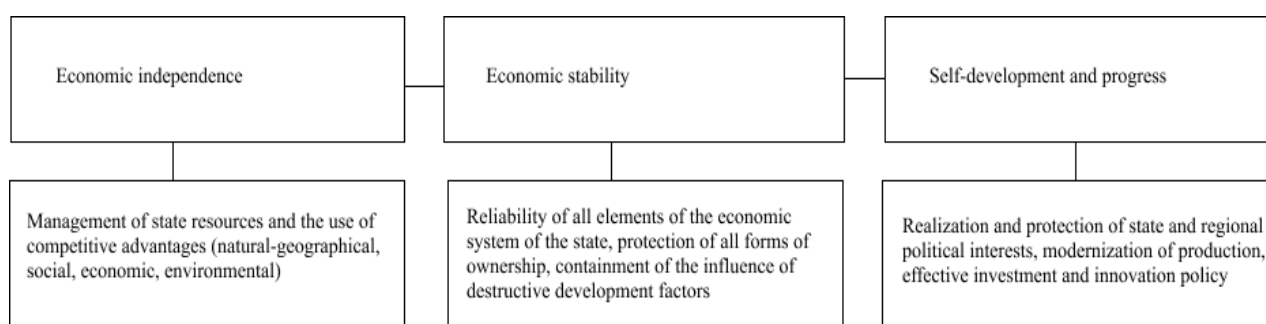 Economic independence
Economic stability
Self-development and progress
Management of state resources and the use of
competitive advantages (natural-geographical,
social, economic, environmental)
Reliability of all elements of the economic
system of the state, protection of all forms of
ownership, containment of the influence of
destructive development factors
Realization and protection of state and regional
political interests, modernization of production,
effective investment and innovation policy